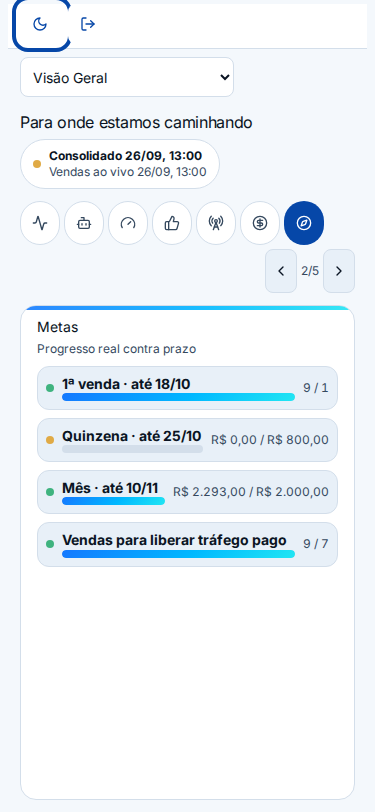 Visão Geral
Para onde estamos caminhando
Consolidado 26/09, 13:00
Vendas ao vivo 26/09, 13:00
2/5
Metas
Progresso real contra prazo
1ª venda · até 18/10
9 / 1
Quinzena · até 25/10
R$ 0,00 / R$ 800,00
Mês · até 10/11
R$ 2.293,00 / R$ 2.000,00
Vendas para liberar tráfego pago
9 / 7